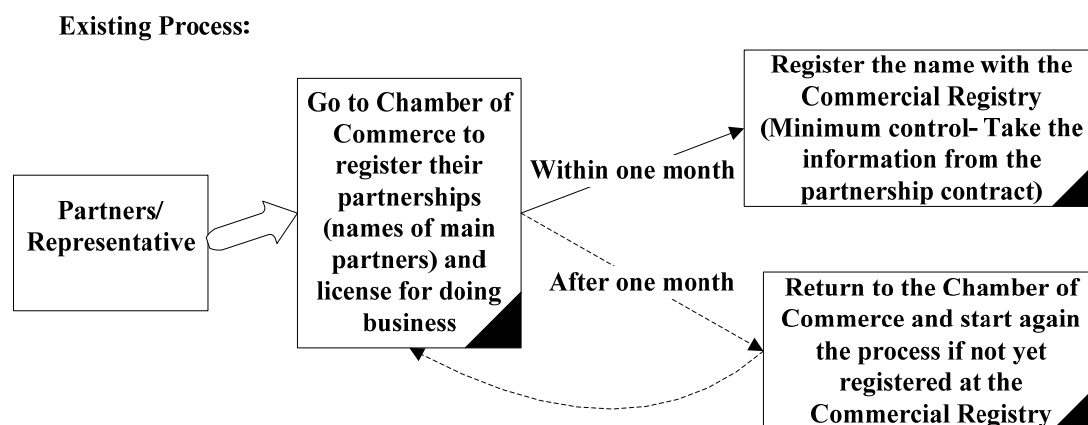 Existing Process:
Partners/
Representative
Go to Chamber of
Commerce to
register their
partnerships
(names of main
partners) and
license for doing
business
Within one month
Register the name with the
Commercial Registry
(Minimum control- Take the
information from the
partnership contract)
After one month
Return to the Chamber of
Commerce and start again
the process if not yet
registered at the
Commercial Registry